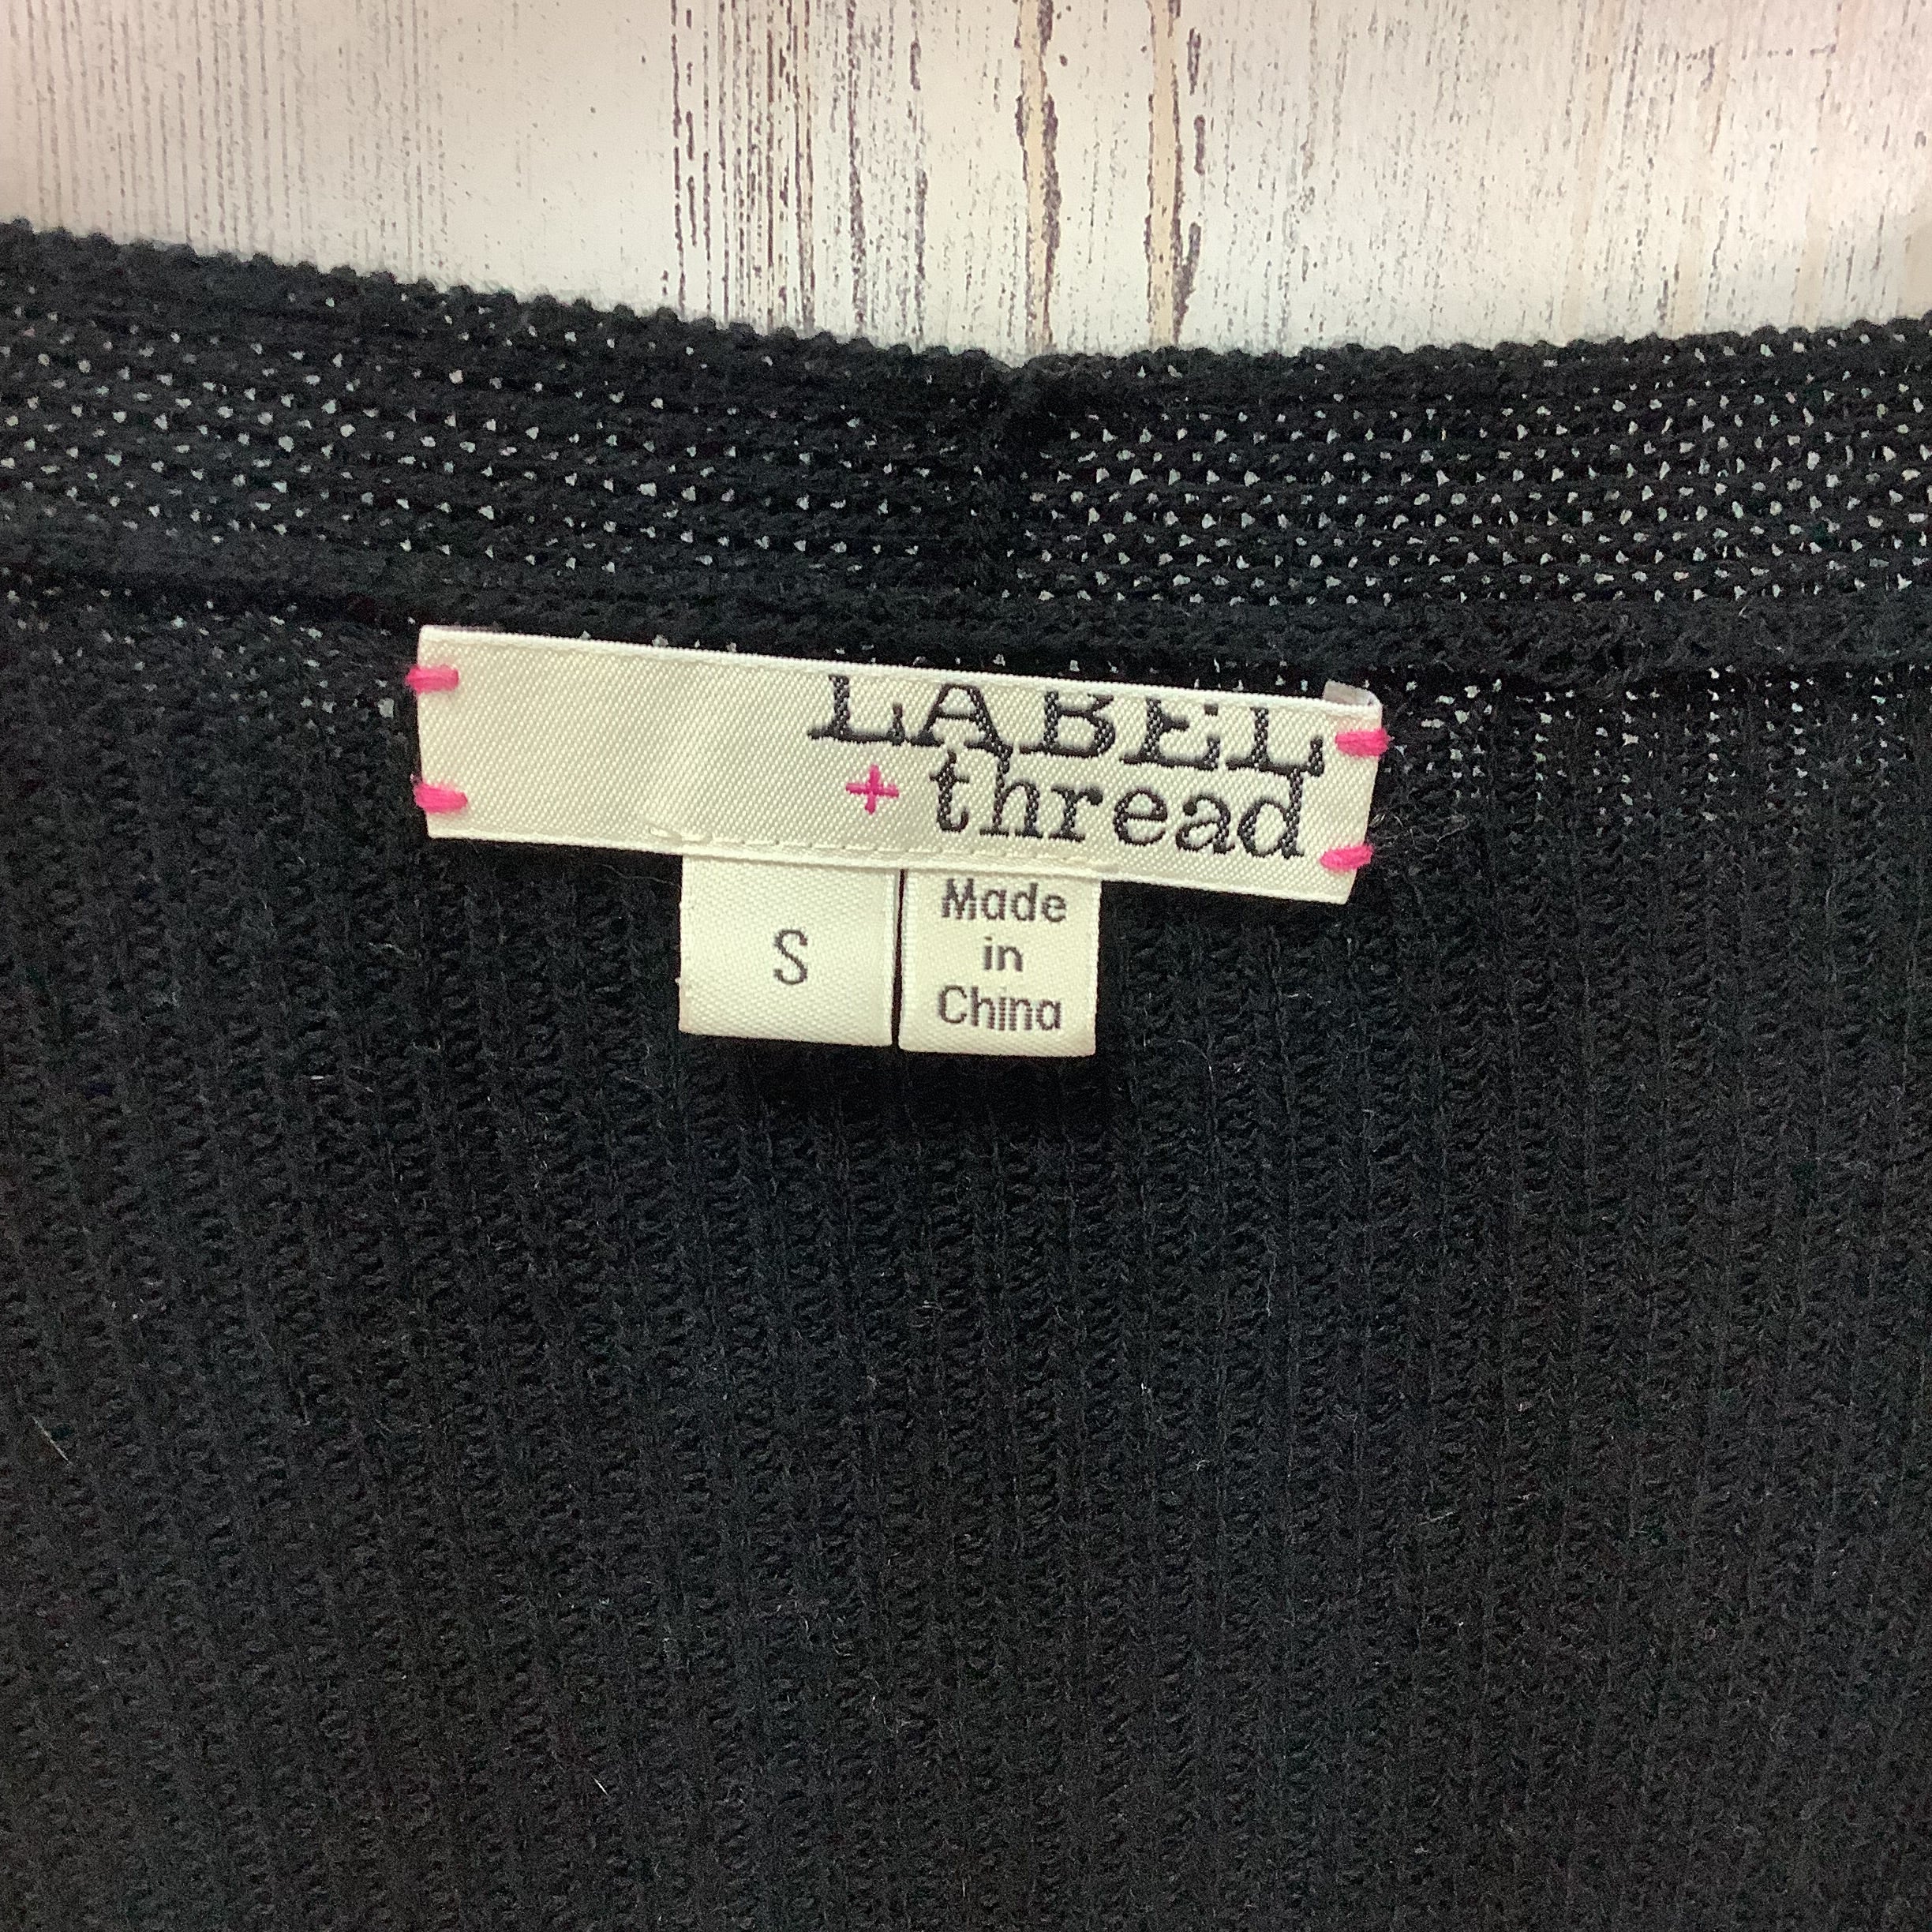 LABEL
+ thread
S
Made
in
China